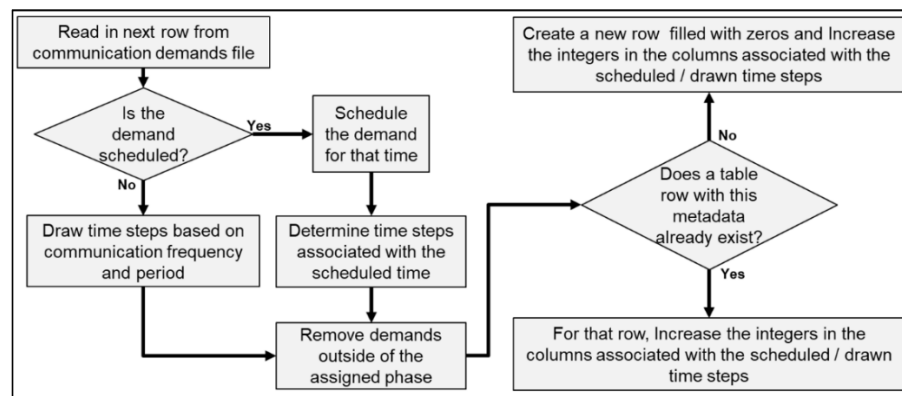 Read in next row from
communication demands file
Is the
demand
scheduled?
Yes
No
Schedule
the demand
for that time
Draw time steps based on
communication frequency
and period
Determine time steps
associated with the
scheduled time
Remove demands
outside of the
assigned phase
Create a new row filled with zeros and Increase
the integers in the columns associated with the
scheduled / drawn time steps
No
Does a table
row with this
metadata
already exist?
Yes
For that row, Increase the integers in the
columns associated with the scheduled / drawn
time steps